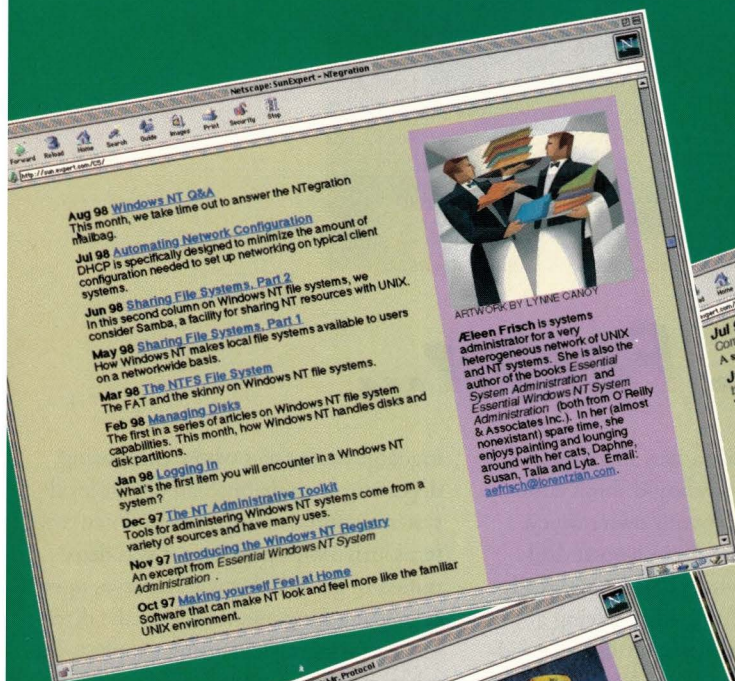 Netscape: SunExpert - NTegration
Forward Reload Home Search Guide Images Print Security Stop
http://sun.expert.com/CS/
Aug 98 Windows NT Q&A
This month, we take time out to answer the NTegration
mailbag.
Jul 98 Automating Network Configuration
DHCP is specifically designed to minimize the amount of
configuration needed to set up networking on typical client
systems.
Jun 98 Sharing File Systems, Part 2
In this second column on Windows NT file systems, we
consider Samba, a facility for sharing NT resources with UNIX.
May 98 Sharing File Systems, Part 1
How Windows NT makes local file systems available to users
on a networkwide basis.
Mar 98 The NTFS File System
The FAT and the skinny on Windows NT file systems.
Feb 98 Managing Disks
The first in a series of articles on Windows NT file system
capabilities. This month, how Windows NT handles disks and
disk partitions.
Jan 98 Logging In
What's the first item you will encounter in a Windows NT
system?
Dec 97 The NT Administrative Toolkit
Tools for administering Windows NT systems come from a
variety of sources and have many uses.
Nov 97 Introducing the Windows NT Registry
An excerpt from Essential Windows NT System
Administration .
Oct 97 Making yourself Feel at Home
Software that can make NT look and feel more like the familiar
UNIX environment.
N
ARTWORK BY LYNNE CANOY
Æleen Frisch is systems
administrator for a very
heterogeneous network of UNIX
and NT systems. She is also the
author of the books Essential
System Administration and
Essential Windows NT System
Administration (both from O'Reilly
& Associates Inc.). In her (almost
nonexistant) spare time, she
enjoys painting and lounging
around with her cats, Daphne,
Susan, Talia and Lyta. Email:
aefrisch@lorentzian.com.
Home
expert.com
Jul
Mr. Protocol
N